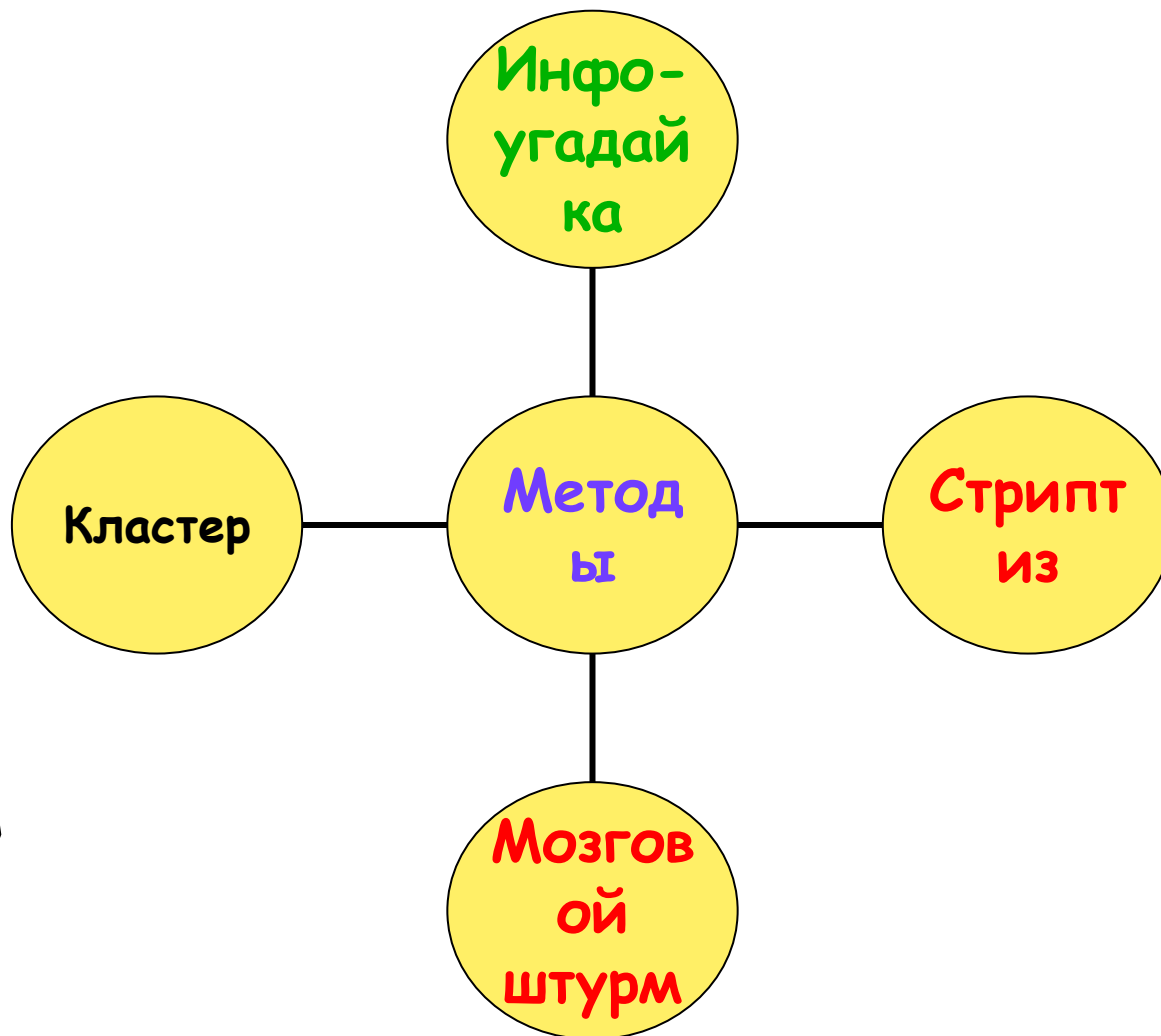 Инфо-
угадай
ка
Кластер
Метод
ы
Стрипт
из
Мозгов
ой
штурм